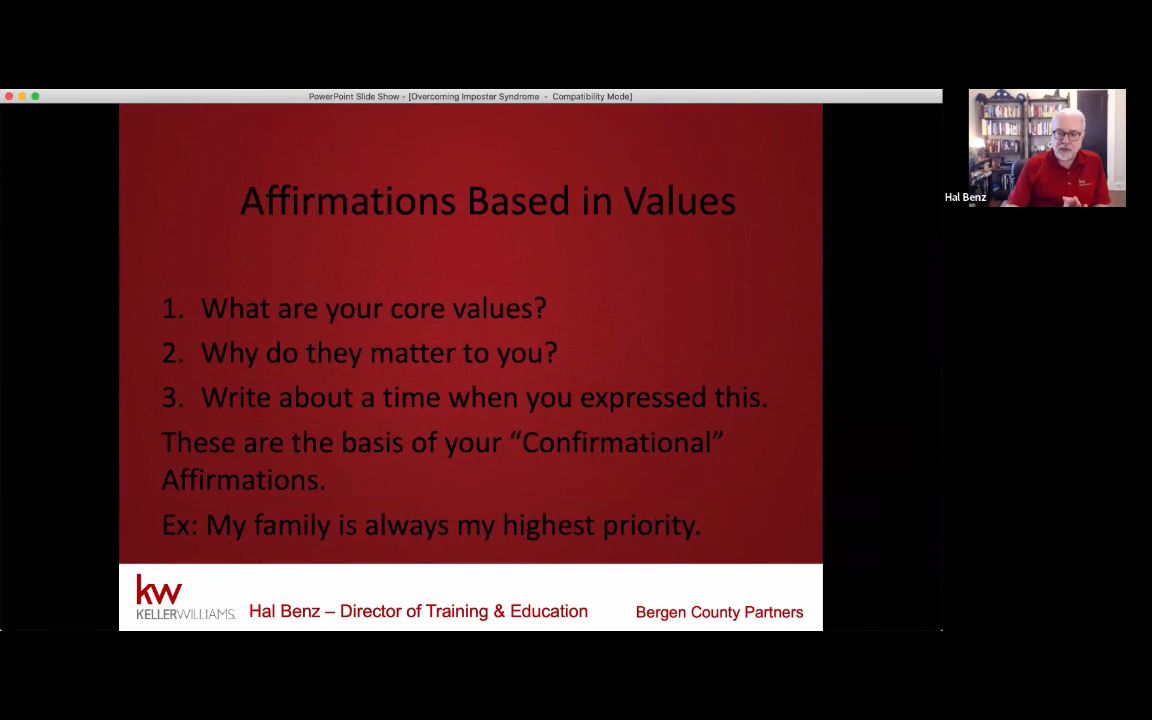 PowerPoint Slide Show - [Overcoming Imposter Syndrome - Compatibility Mode]
Affirmations Based in Values
1. What are your core values?
2. Why do they matter to you?
3. Write about a time when you expressed this.
These are the basis of your “Confirmational”
Affirmations.
Ex: My family is always my highest priority.
kw
KELLERWILLIAMS.
Hal Benz – Director of Training & Education
Bergen County Partners
Hal Benz